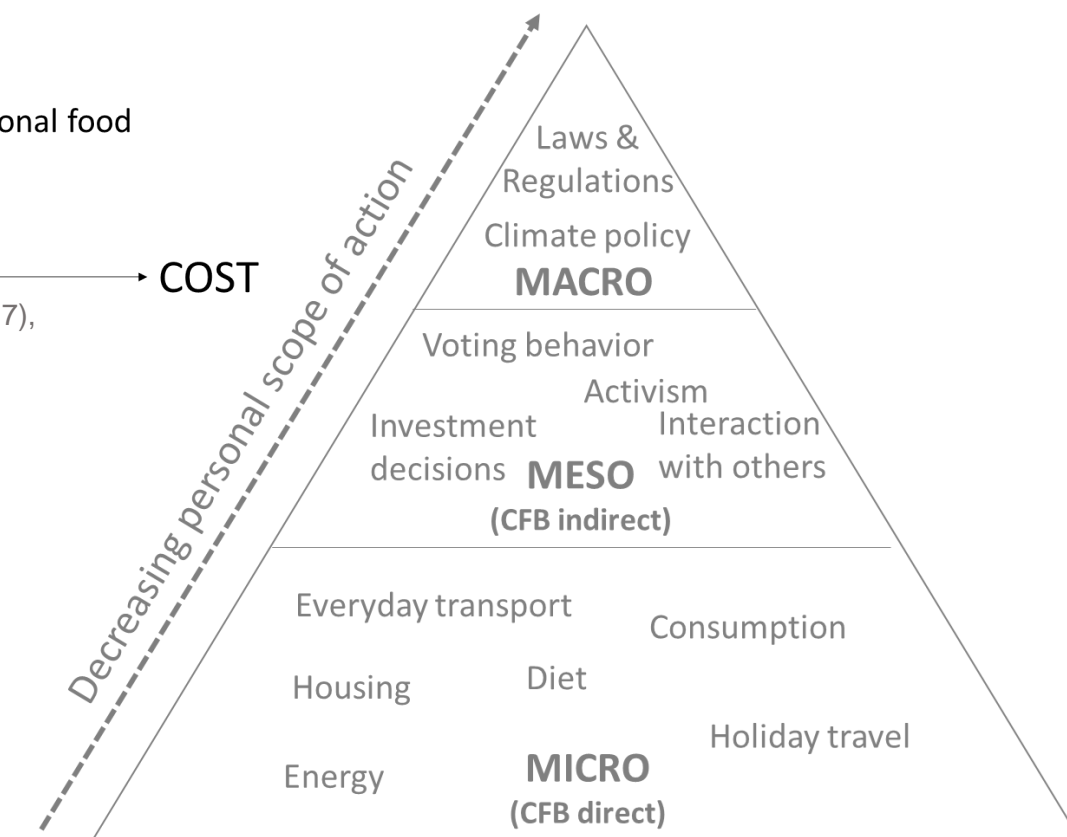 onal food
COST
7),
Decreasing personal scope of action
Laws &
Regulations
Climate policy
MACRO
Voting behavior
Activism
Investment
decisions
Interaction
with others
MESO
(CFB indirect)
Everyday transport
Consumption
Housing
Diet
Holiday travel
Energy
MICRO
(CFB direct)